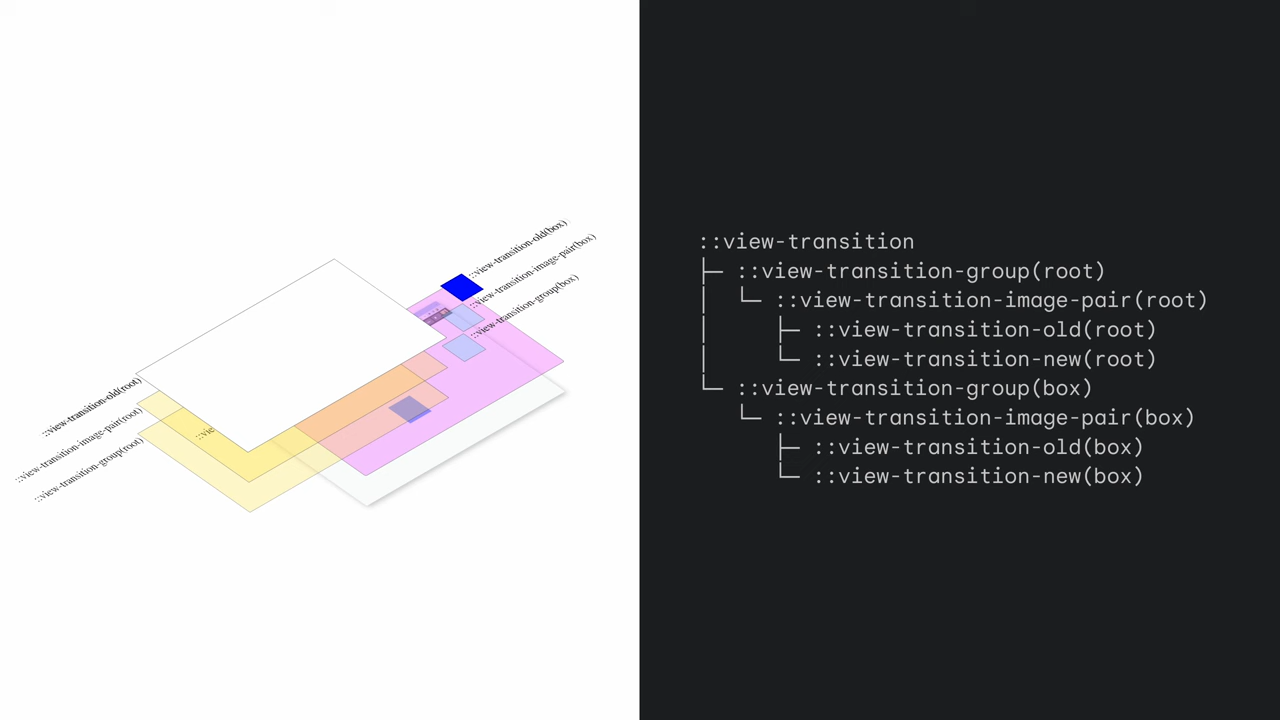 ::view-transition-old(box)
::view-transition-image-pair(box)
::view-transition-group(box)
::view-transition-old(root)
::view-transition-image-pair(root)
::view-transition-group(root)
::view-transition
├─ ::view-transition-group(root)
│  └─ ::view-transition-image-pair(root)
│     ├─ ::view-transition-old(root)
│     └─ ::view-transition-new(root)
└─ ::view-transition-group(box)
   └─ ::view-transition-image-pair(box)
      ├─ ::view-transition-old(box)
      └─ ::view-transition-new(box)